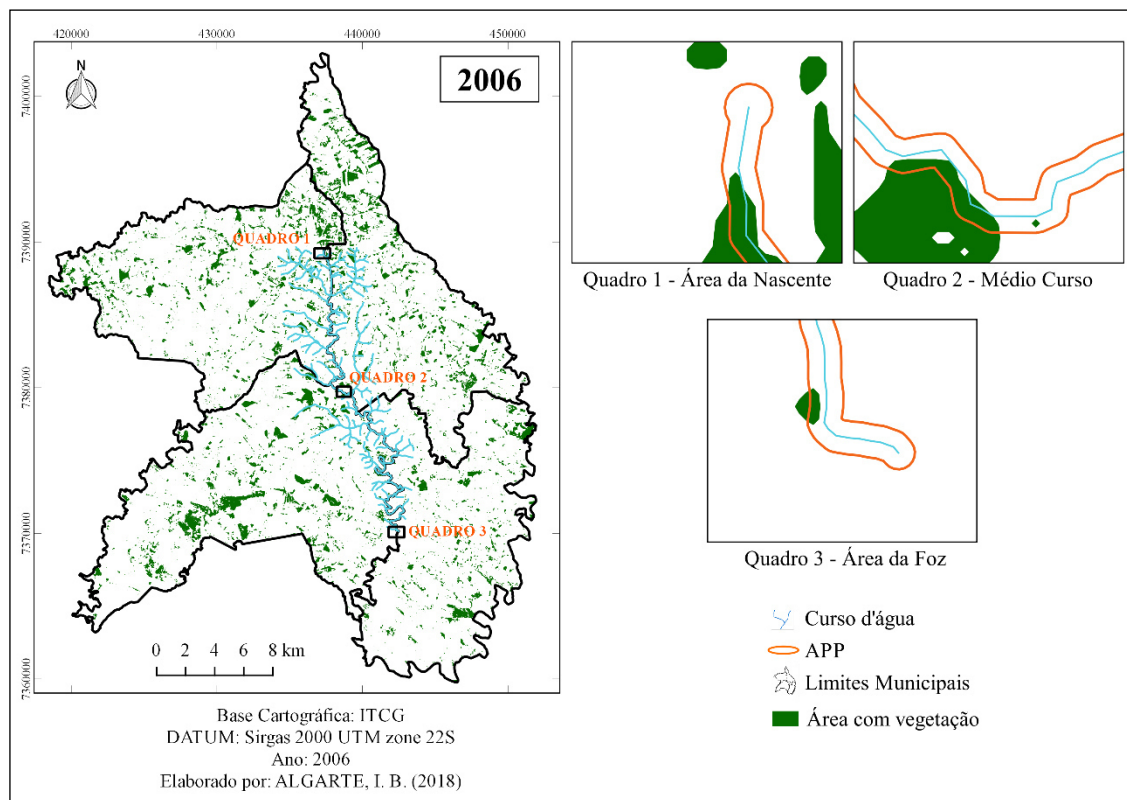 420000 430000 440000 450000
2006
N
7400000
7390000
7380000
7370000
7360000
QUADRO 1
QUADRO 2
QUADRO 3
0 2 4 6 8 km
Base Cartográfica: ITCG
DATUM: Sirgas 2000 UTM zone 22S
Ano: 2006
Elaborado por: ALGARTE, I. B. (2018)
Quadro 1 - Área da Nascente
Quadro 2 - Médio Curso
Quadro 3 - Área da Foz
Curso d'água
APP
Limites Municipais
Área com vegetação